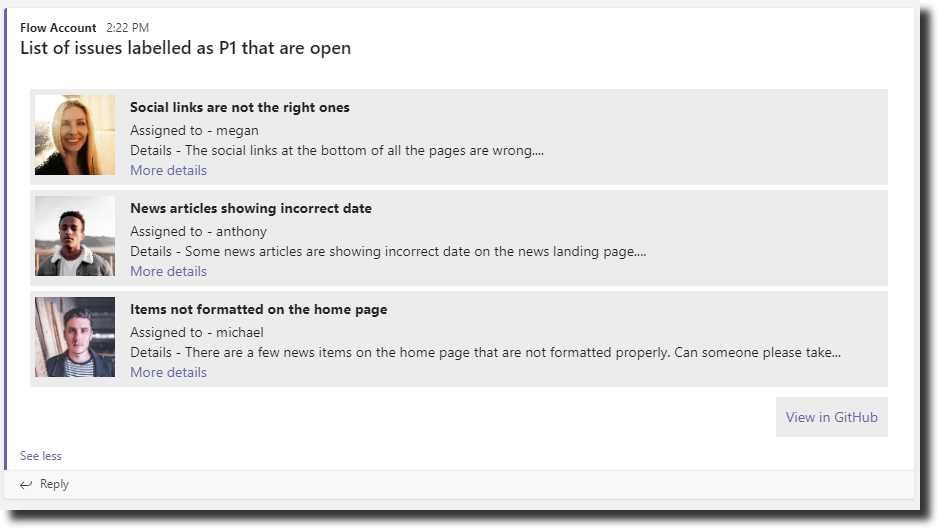 Flow Account 2:22 PM
List of issues labelled as P1 that are open
Social links are not the right ones
Assigned to - megan
Details - The social links at the bottom of all the pages are wrong....
More details
News articles showing incorrect date
Assigned to - anthony
Details - Some news articles are showing incorrect date on the news landing page....
More details
Items not formatted on the home page
Assigned to - michael
Details - There are a few news items on the home page that are not formatted properly. Can someone please take...
More details
View in GitHub
See less
Reply